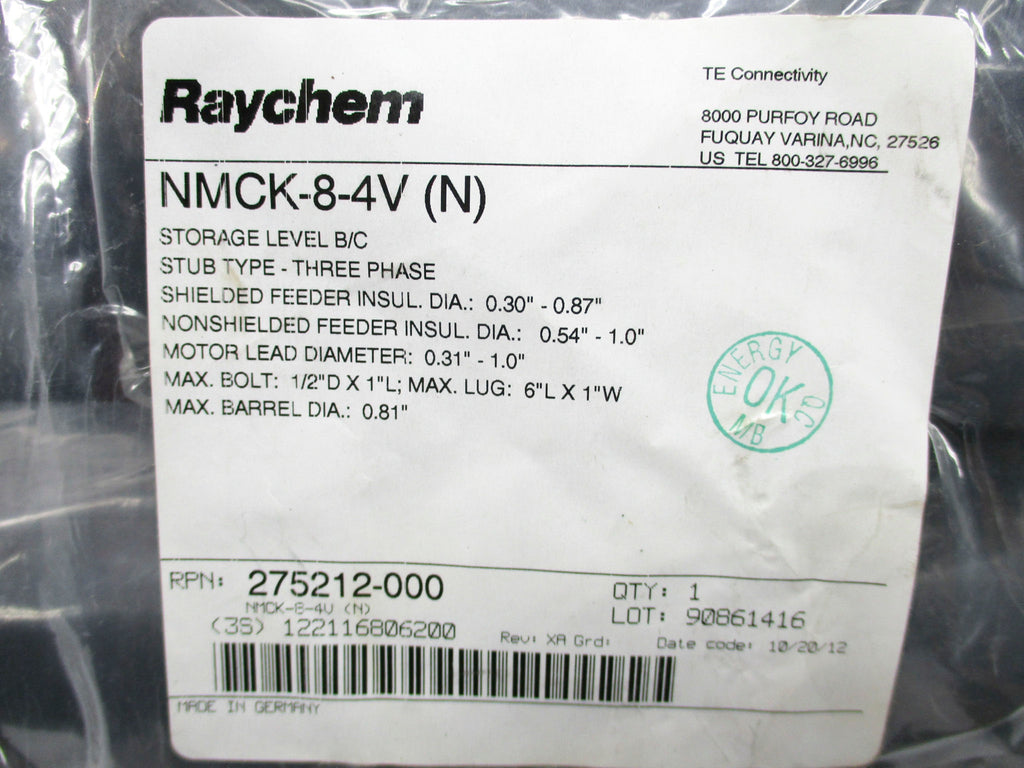 Raychem
TE Connectivity
8000 PURFOY ROAD
FUQUAY VARINA,NC, 27526
US TEL 800-327-6996
NMCK-8-4V (N)
STORAGE LEVEL B/C
STUB TYPE - THREE PHASE
SHIELDED FEEDER INSUL. DIA.: 0.30" - 0.87"
NONSHIELDED FEEDER INSUL. DIA.: 0.54" - 1.0"
MOTOR LEAD DIAMETER: 0.31" - 1.0"
MAX. BOLT: 1/2"D X 1"L; MAX. LUG: 6"L X 1"W
MAX. BARREL DIA.: 0.81"
ENERGY QC
OK
MB
RPN: 275212-000
NMCK-8-4V (N)
QTY: 1
LOT: 90861416
(3S) 122116806200
Rev: XA Grd:
Date code: 10/20/12
MADE IN GERMANY